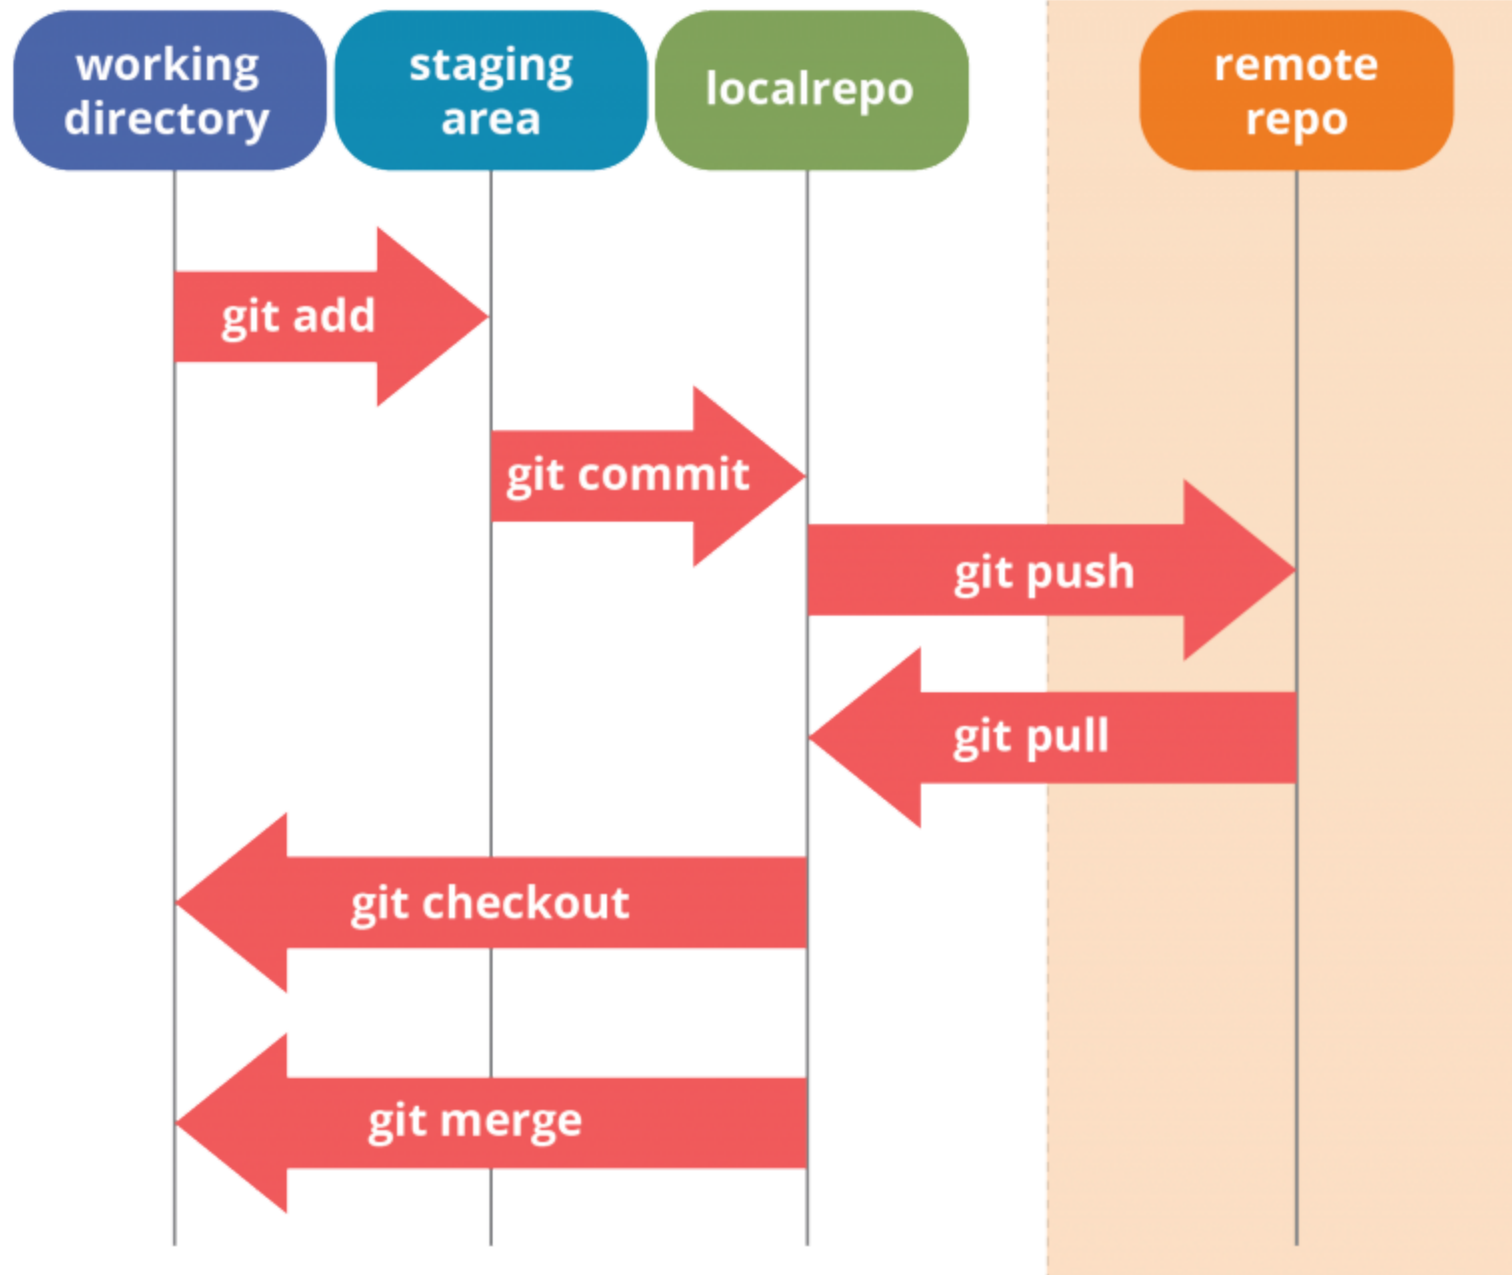 working
directory
staging
area
localrepo
remote
repo
git add
git commit
git push
git pull
git checkout
git merge